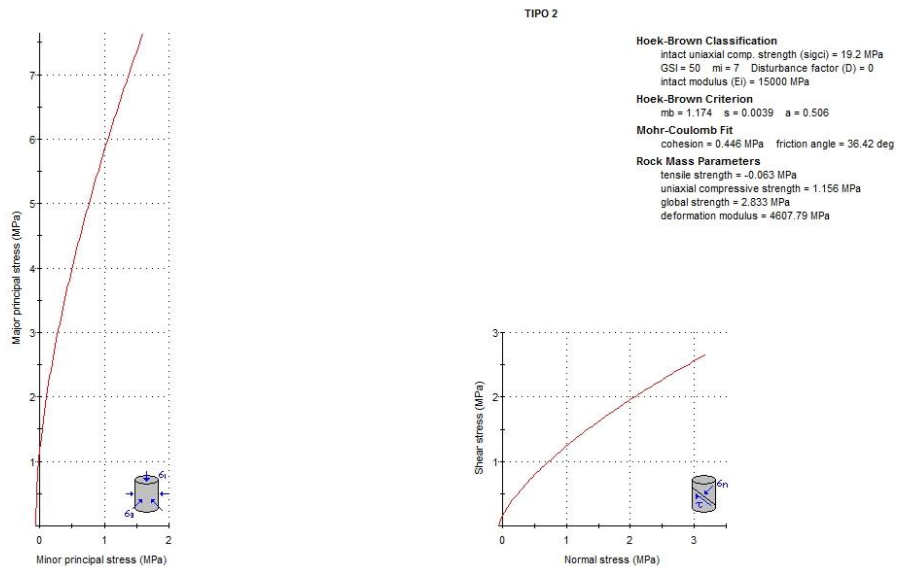 TIPO 2
Hoek-Brown Classification
intact uniaxial comp. strength (sigci) = 19.2 MPa
GSI = 50 mi = 7 Disturbance factor (D) = 0
intact modulus (Ei) = 15000 MPa
Hoek-Brown Criterion
mb = 1.174 s = 0.0039 a = 0.506
Mohr-Coulomb Fit
cohesion = 0.446 MPa friction angle = 36.42 deg
Rock Mass Parameters
tensile strength = -0.063 MPa
uniaxial compressive strength = 1.156 MPa
global strength = 2.833 MPa
deformation modulus = 4607.79 MPa
Major principal stress (MPa)
7
6
5
4
3
2
1
σ1
σ3
0 1 2
Minor principal stress (MPa)
Shear stress (MPa)
3
2
1
σn
τ
0 1 2 3
Normal stress (MPa)